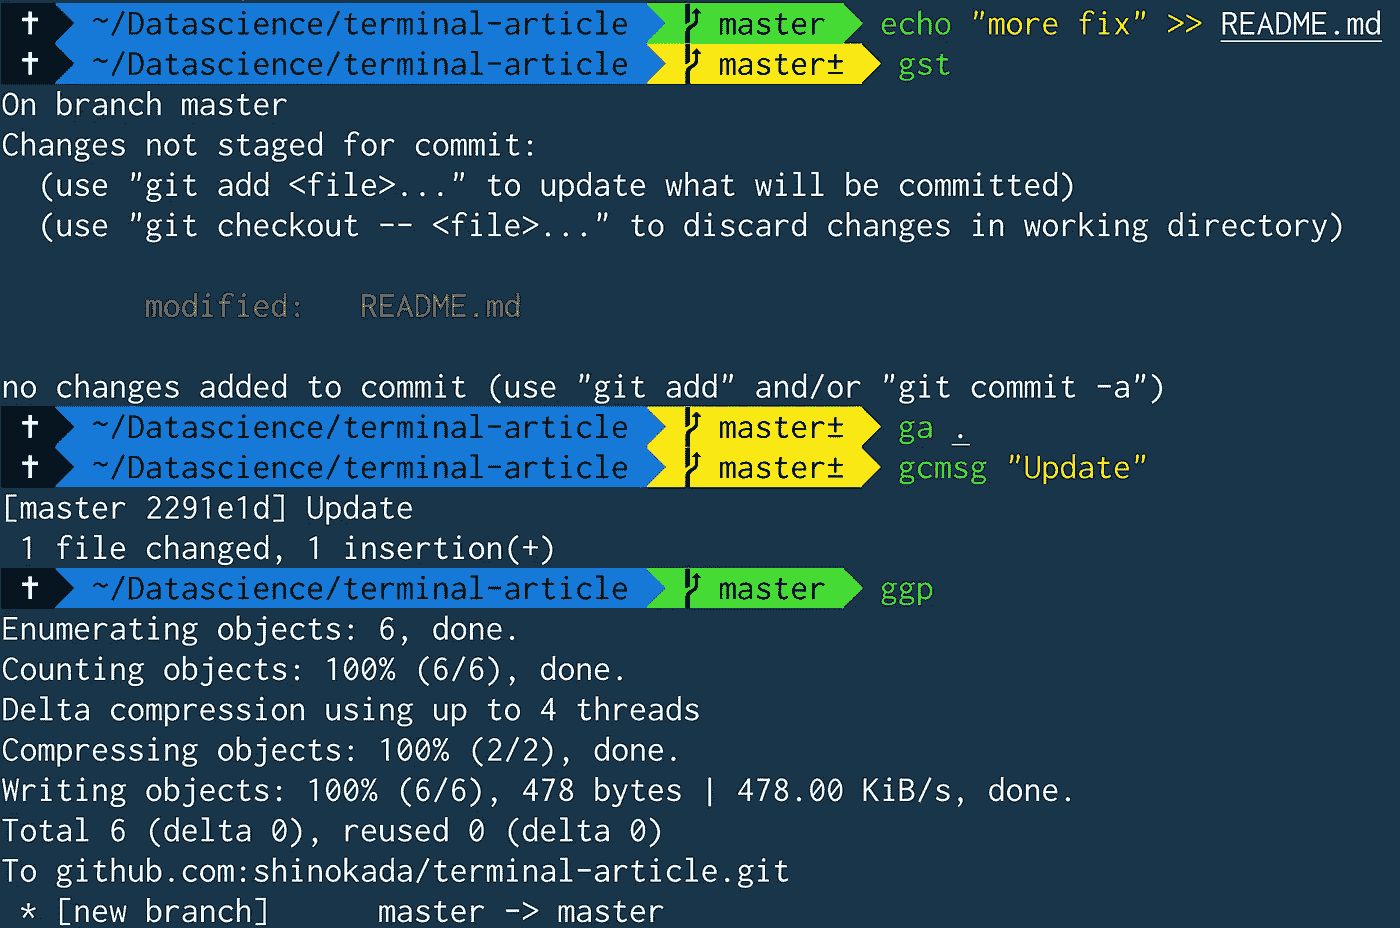 ✝ ~/Datascience/terminal-article master echo "more fix" >> README.md
✝ ~/Datascience/terminal-article master± gst
On branch master
Changes not staged for commit:
  (use "git add <file>..." to update what will be committed)
  (use "git checkout -- <file>..." to discard changes in working directory)
        modified:   README.md
no changes added to commit (use "git add" and/or "git commit -a")
✝ ~/Datascience/terminal-article master± ga .
✝ ~/Datascience/terminal-article master± gcmsg "Update"
[master 2291e1d] Update
 1 file changed, 1 insertion(+)
✝ ~/Datascience/terminal-article master ggp
Enumerating objects: 6, done.
Counting objects: 100% (6/6), done.
Delta compression using up to 4 threads
Compressing objects: 100% (2/2), done.
Writing objects: 100% (6/6), 478 bytes | 478.00 KiB/s, done.
Total 6 (delta 0), reused 0 (delta 0)
To github.com:shinokada/terminal-article.git
 * [new branch]      master -> master